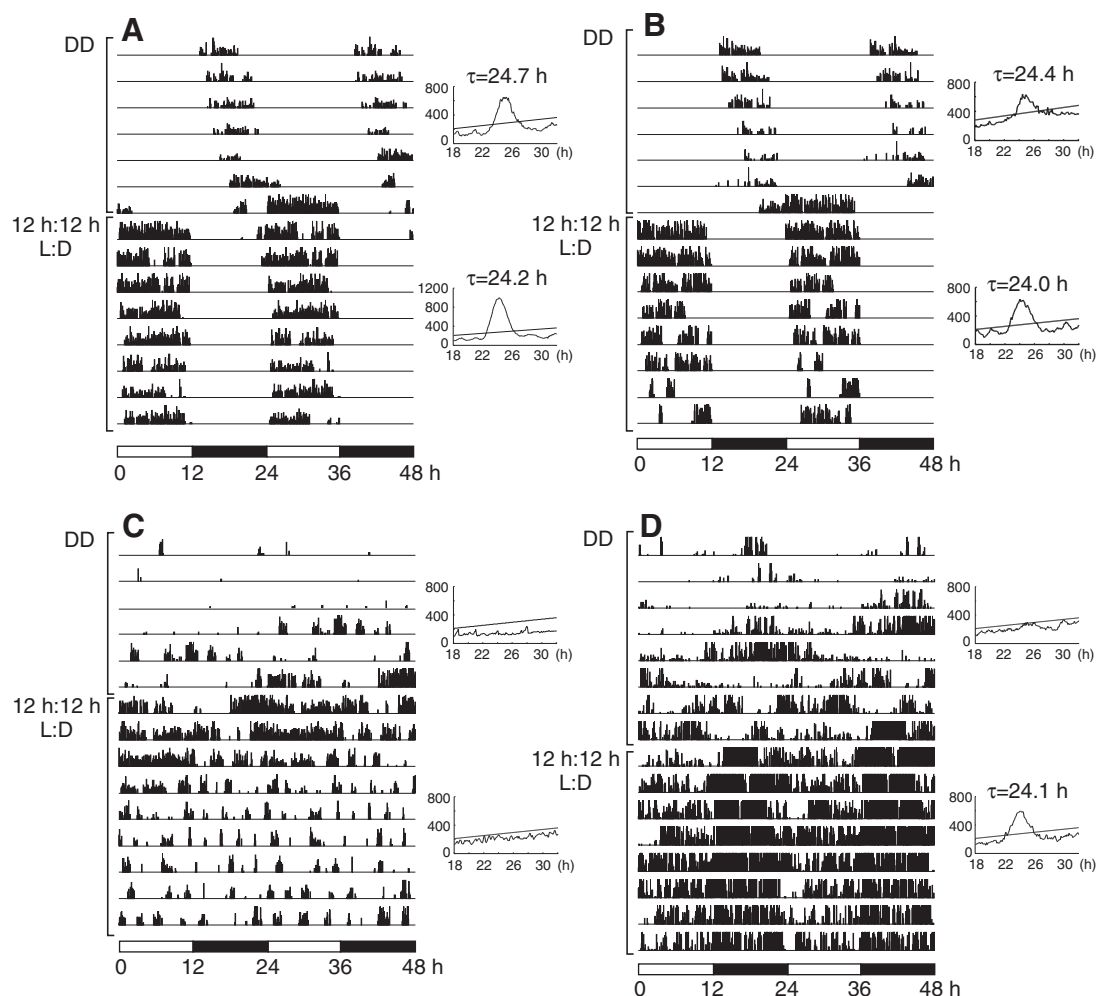 A
DD
12 h:12 h
L:D
τ=24.7 h
800
400
0
18 22 26 30 (h)
τ=24.2 h
1200
800
400
0
18 22 26 30 (h)
0 12 24 36 48 h
B
DD
12 h:12 h
L:D
τ=24.4 h
800
400
0
18 22 26 30 (h)
τ=24.0 h
800
400
0
18 22 26 30 (h)
0 12 24 36 48 h
C
DD
12 h:12 h
L:D
800
400
0
18 22 26 30 (h)
800
400
0
18 22 26 30 (h)
0 12 24 36 48 h
D
DD
12 h:12 h
L:D
800
400
0
18 22 26 30 (h)
τ=24.1 h
800
400
0
18 22 26 30 (h)
0 12 24 36 48 h